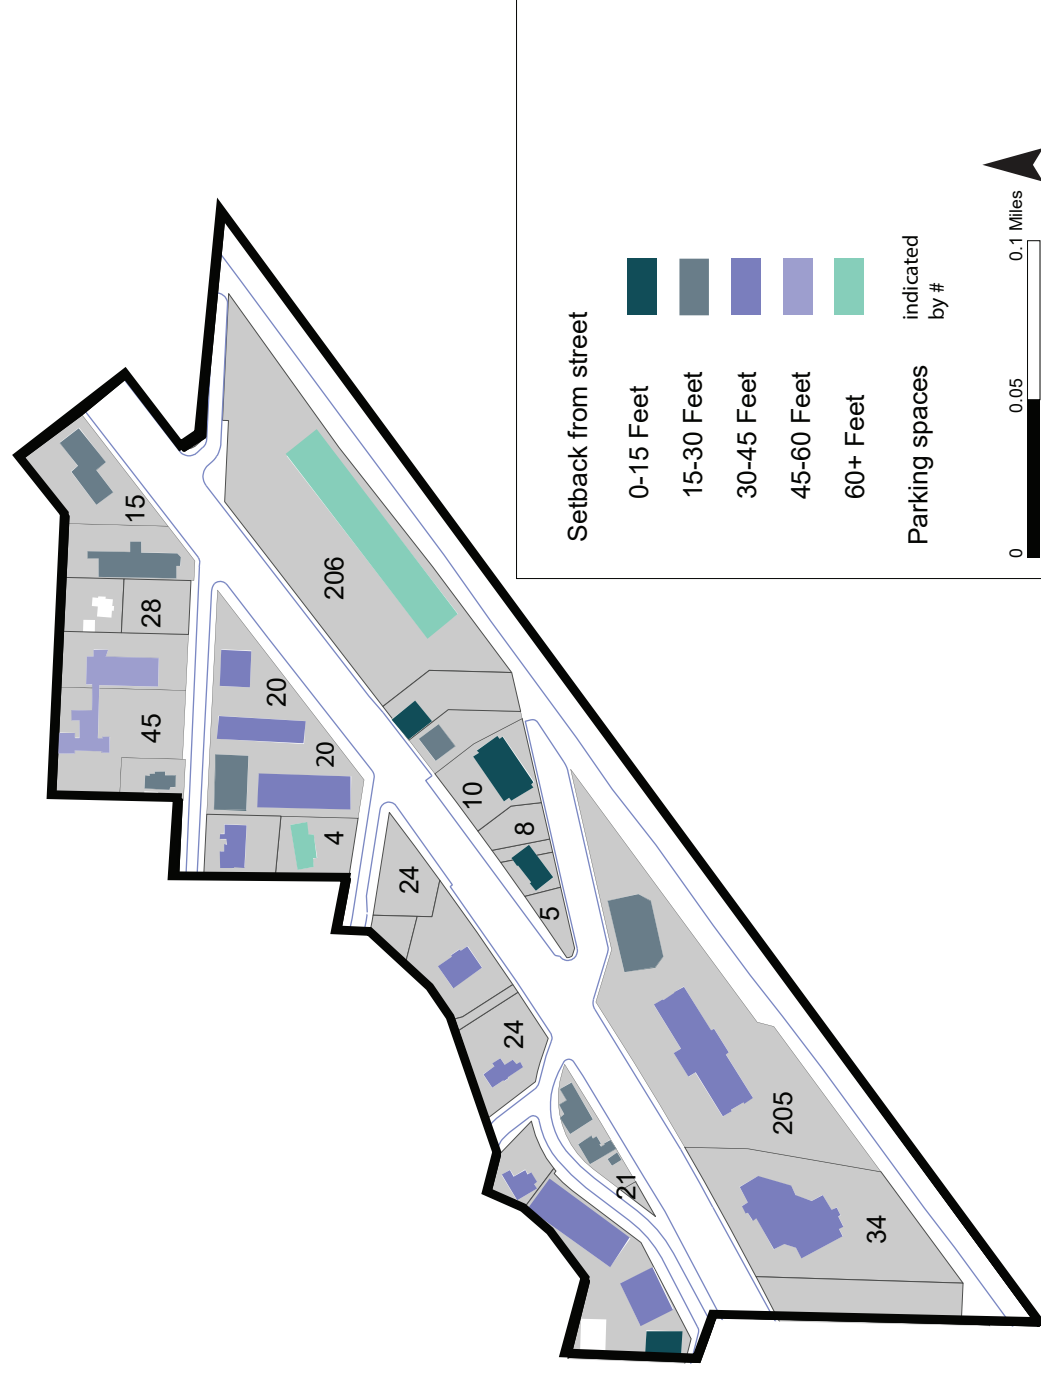 45
28
15
20
20
4
206
24
10
24
8
5
21
205
34
Setback from street
0-15 Feet
15-30 Feet
30-45 Feet
45-60 Feet
60+ Feet
Parking spaces
indicated
by #
0 0.05 0.1 Miles